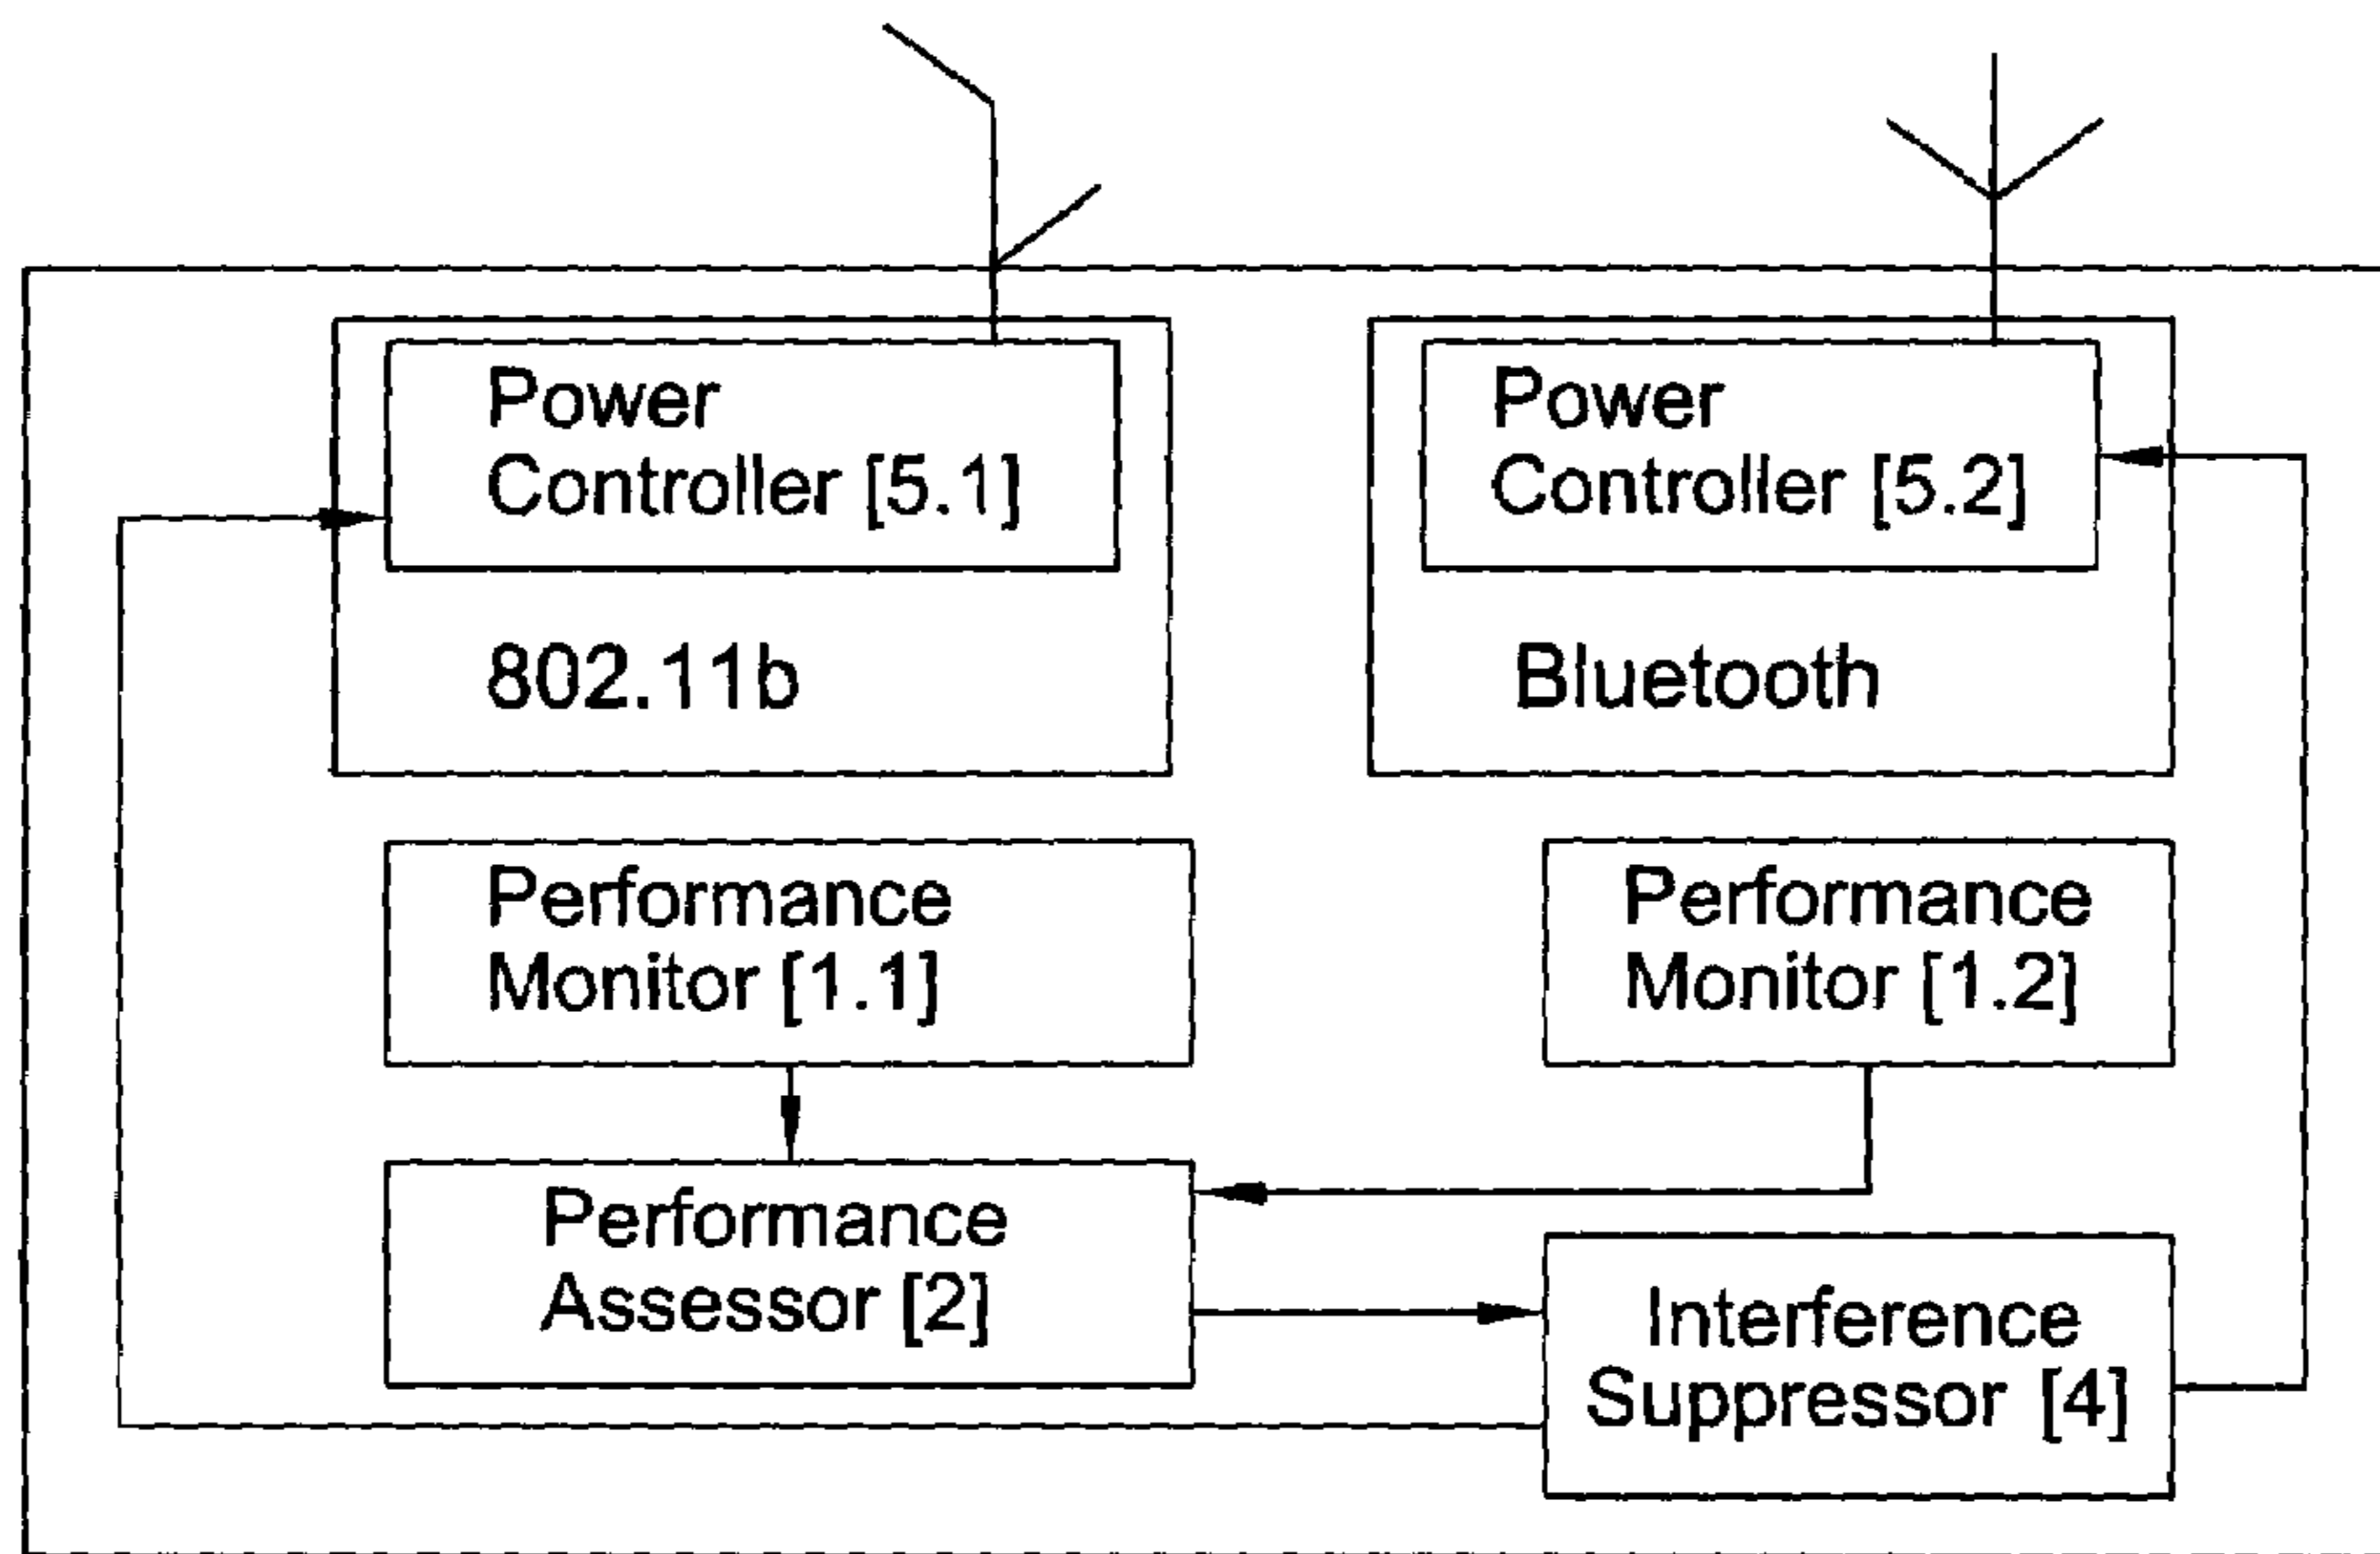 Power
Controller [5.1]
802.11b
Power
Controller [5.2]
Bluetooth
Performance
Monitor [1.1]
Performance
Monitor [1.2]
Performance
Assessor [2]
Interference
Suppressor [4]